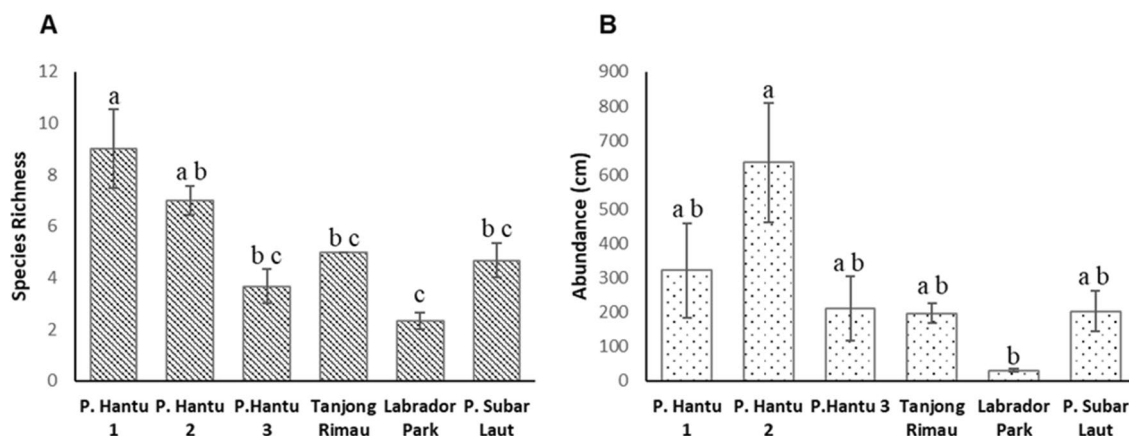 A
Species Richness
12
10
8
6
4
2
0
a
a b
b c
b c
c
b c
P. Hantu 1
P. Hantu 2
P.Hantu 3
Tanjong Rimau
Labrador Park
P. Subar Laut
B
Abundance (cm)
900
800
700
600
500
400
300
200
100
0
a b
a
a b
a b
b
a b
P. Hantu 1
P. Hantu 2
P.Hantu 3
Tanjong Rimau
Labrador Park
P. Subar Laut